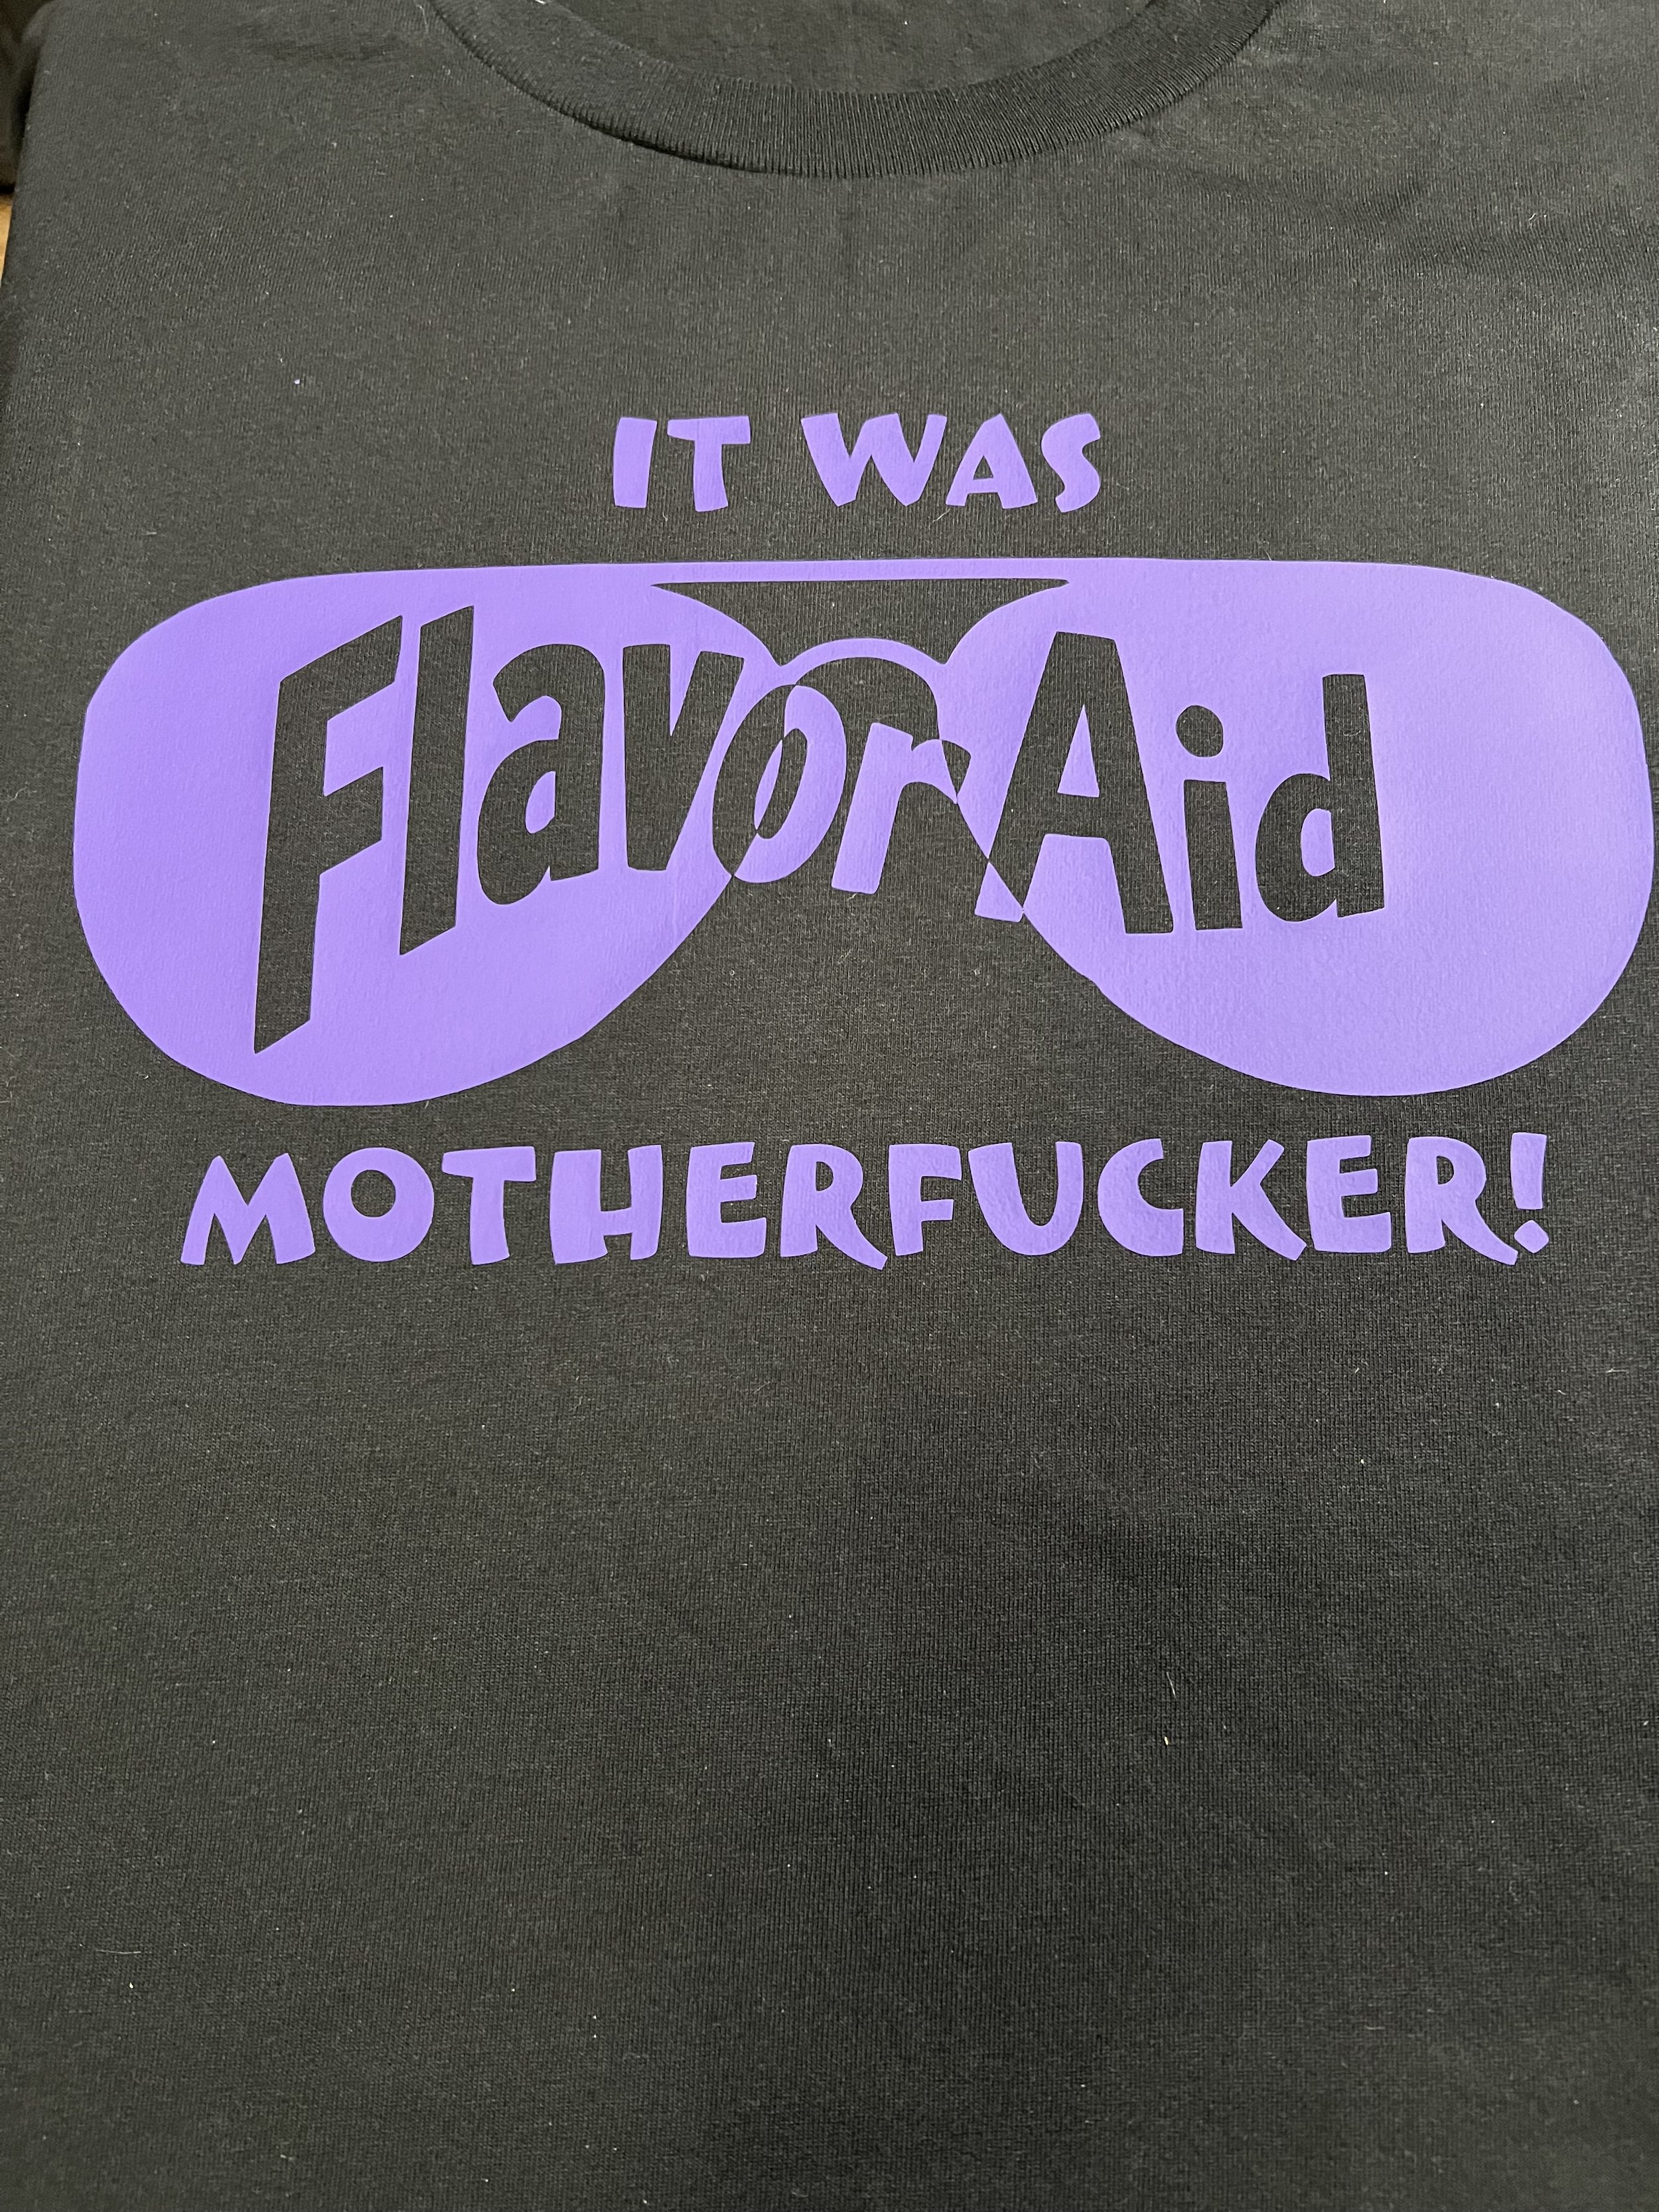 IT WAS
FlavorAid
MOTHERFUCKER!